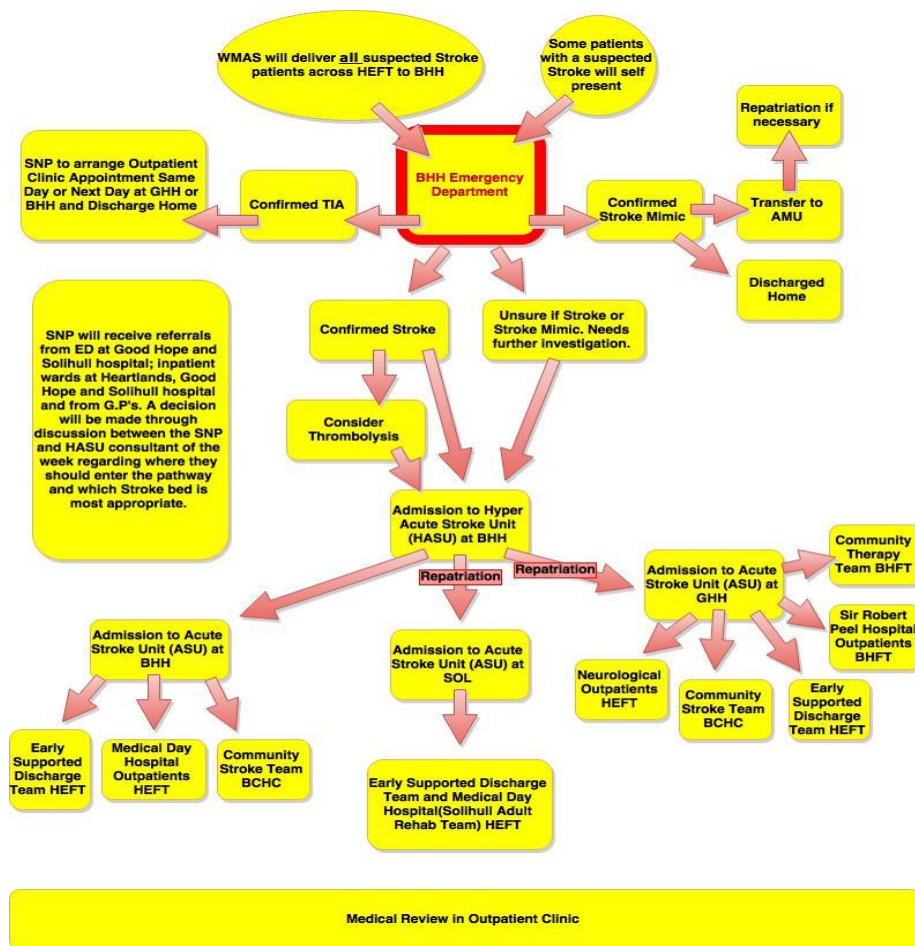 WMAS will deliver all suspected Stroke
patients across HEFT to BHH
Some patients
with a suspected
Stroke will self
present
Repatriation if
necessary
SNP to arrange Outpatient
Clinic Appointment Same
Day or Next Day at GHH or
BHH and Discharge Home
Confirmed TIA
BHH Emergency
Department
Confirmed
Stroke Mimic
Transfer to
AMU
Discharged
Home
Confirmed Stroke
Unsure if Stroke or
Stroke Mimic. Needs
further investigation.
SNP will receive referrals
from ED at Good Hope and
Solihull hospital; inpatient
wards at Heartlands, Good
Hope and Solihull hospital
and from G.P's. A decision
will be made through
discussion between the SNP
and HASU consultant of the
week regarding where they
should enter the pathway
and which Stroke bed is
most appropriate.
Consider
Thrombolysis
Admission to Hyper
Acute Stroke Unit
(HASU) at BHH
Repatriation
Repatriation
Admission to Acute
Stroke Unit (ASU) at
GHH
Community
Therapy
Team BHFT
Sir Robert
Peel Hospital
Outpatients
BHFT
Admission to Acute
Stroke Unit (ASU) at
BHH
Admission to Acute
Stroke Unit (ASU) at
SOL
Neurological
Outpatients
HEFT
Community
Stroke Team
BCHC
Early
Supported
Discharge
Team HEFT
Early
Supported
Discharge
Team HEFT
Medical Day
Hospital
Outpatients
HEFT
Community
Stroke Team
BCHC
Early Supported Discharge
Team and Medical Day
Hospital(Solihull Adult
Rehab Team) HEFT
Medical Review in Outpatient Clinic